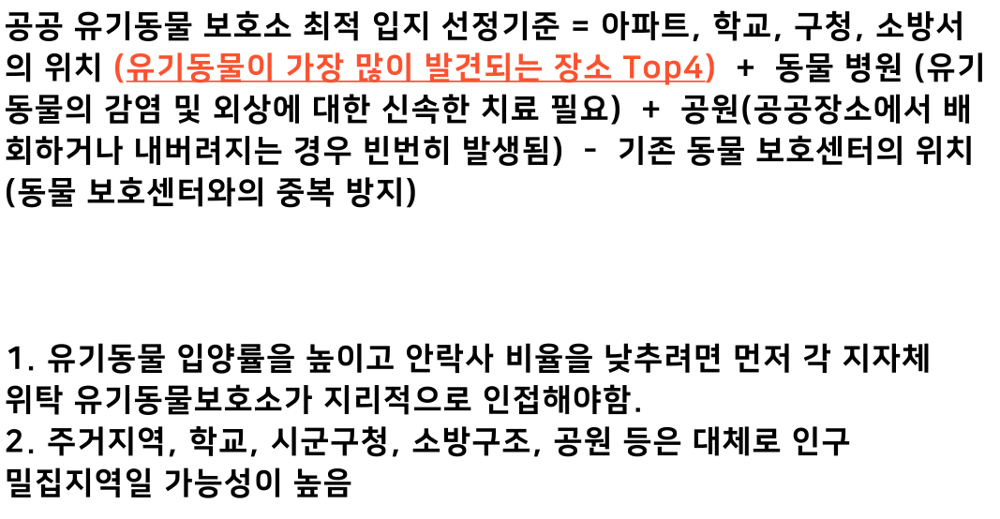 공공 유기동물 보호소 최적 입지 선정기준 = 아파트, 학교, 구청, 소방서
의 위치 (유기동물이 가장 많이 발견되는 장소 Top4) + 동물 병원 (유기
동물의 감염 및 외상에 대한 신속한 치료 필요) + 공원(공공장소에서 배
회하거나 내버려지는 경우 빈번히 발생됨) - 기존 동물 보호센터의 위치
(동물 보호센터와의 중복 방지)
1. 유기동물 입양률을 높이고 안락사 비율을 낮추려면 먼저 각 지자체
위탁 유기동물보호소가 지리적으로 인접해야함.
2. 주거지역, 학교, 시군구청, 소방구조, 공원 등은 대체로 인구
밀집지역일 가능성이 높음